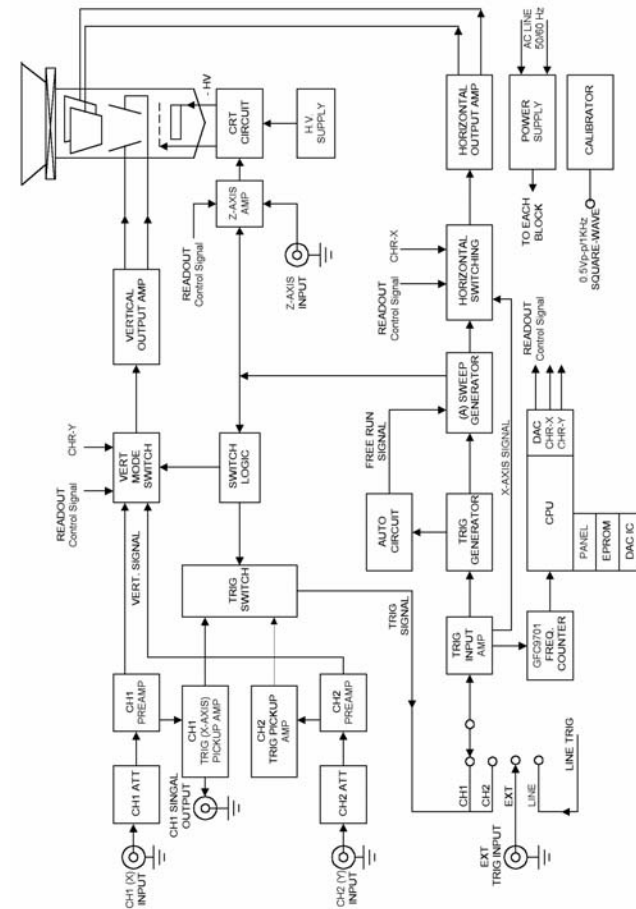 CH1 (X)
INPUT
CH1 ATT
CH1
PREAMP
VERT. SIGNAL
READOUT
Control Signal
CHR-Y
VERT
MODE
SWITCH
VERTICAL
OUTPUT AMP
CH1 SINGAL
OUTPUT
CH1
TRIG (X-AXIS)
PICKUP AMP
TRIG
SWITCH
SWITCH
LOGIC
READOUT
Control Signal
Z-AXIS
AMP
Z-AXIS
INPUT
CRT
CIRCUIT
- HV
H.V.
SUPPLY
CH2
TRIG PICKUP
AMP
CH2 (Y)
INPUT
CH2 ATT
CH2
PREAMP
TRIG
SIGNAL
AUTO
CIRCUIT
FREE RUN
SIGNAL
READOUT
Control Signal
CHR-X
CH1
CH2
EXT
LINE
EXT
TRIG INPUT
LINE TRIG
TRIG
INPUT
AMP
TRIG
GENERATOR
(A) SWEEP
GENERATOR
HORIZONTAL
SWITCHING
HORIZONTAL
OUTPUT AMP
X-AXIS SIGNAL
GFC9701
FREQ.
COUNTER
CPU
DAC
CHR-X
CHR-Y
READOUT
Control Signal
PANEL
EPROM
DAC IC
TO EACH
BLOCK
POWER
SUPPLY
AC LINE
50/60 Hz
0.5Vp-p/1KHz
SQUARE-WAVE
CALIBRATOR